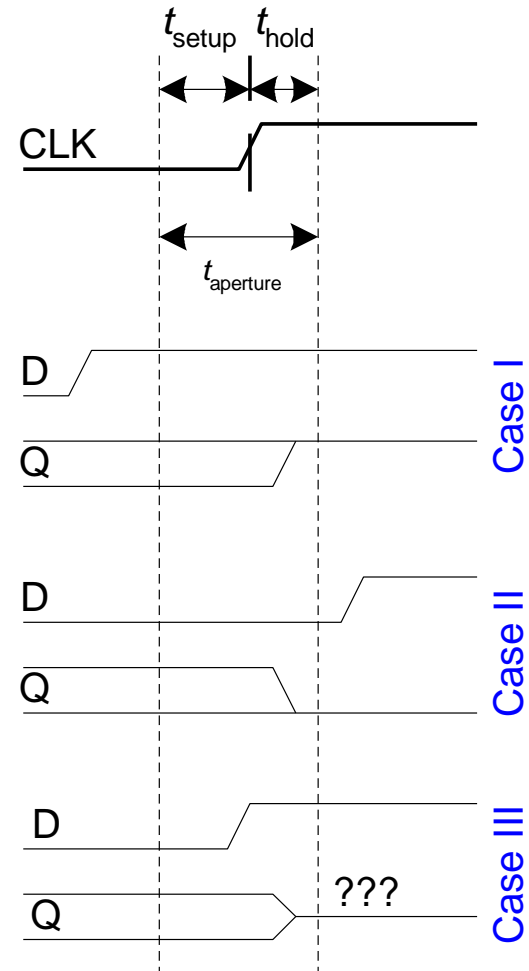 tsetup thold
CLK
taperture
D
Q
Case I
D
Q
Case II
D
Q
???
Case III